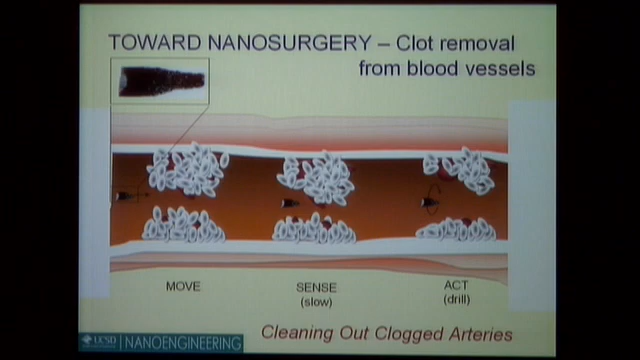 TOWARD NANOSURGERY – Clot removal
from blood vessels
MOVE
SENSE
(slow)
ACT
(drill)
UCSD NANOENGINEERING
Cleaning Out Clogged Arteries